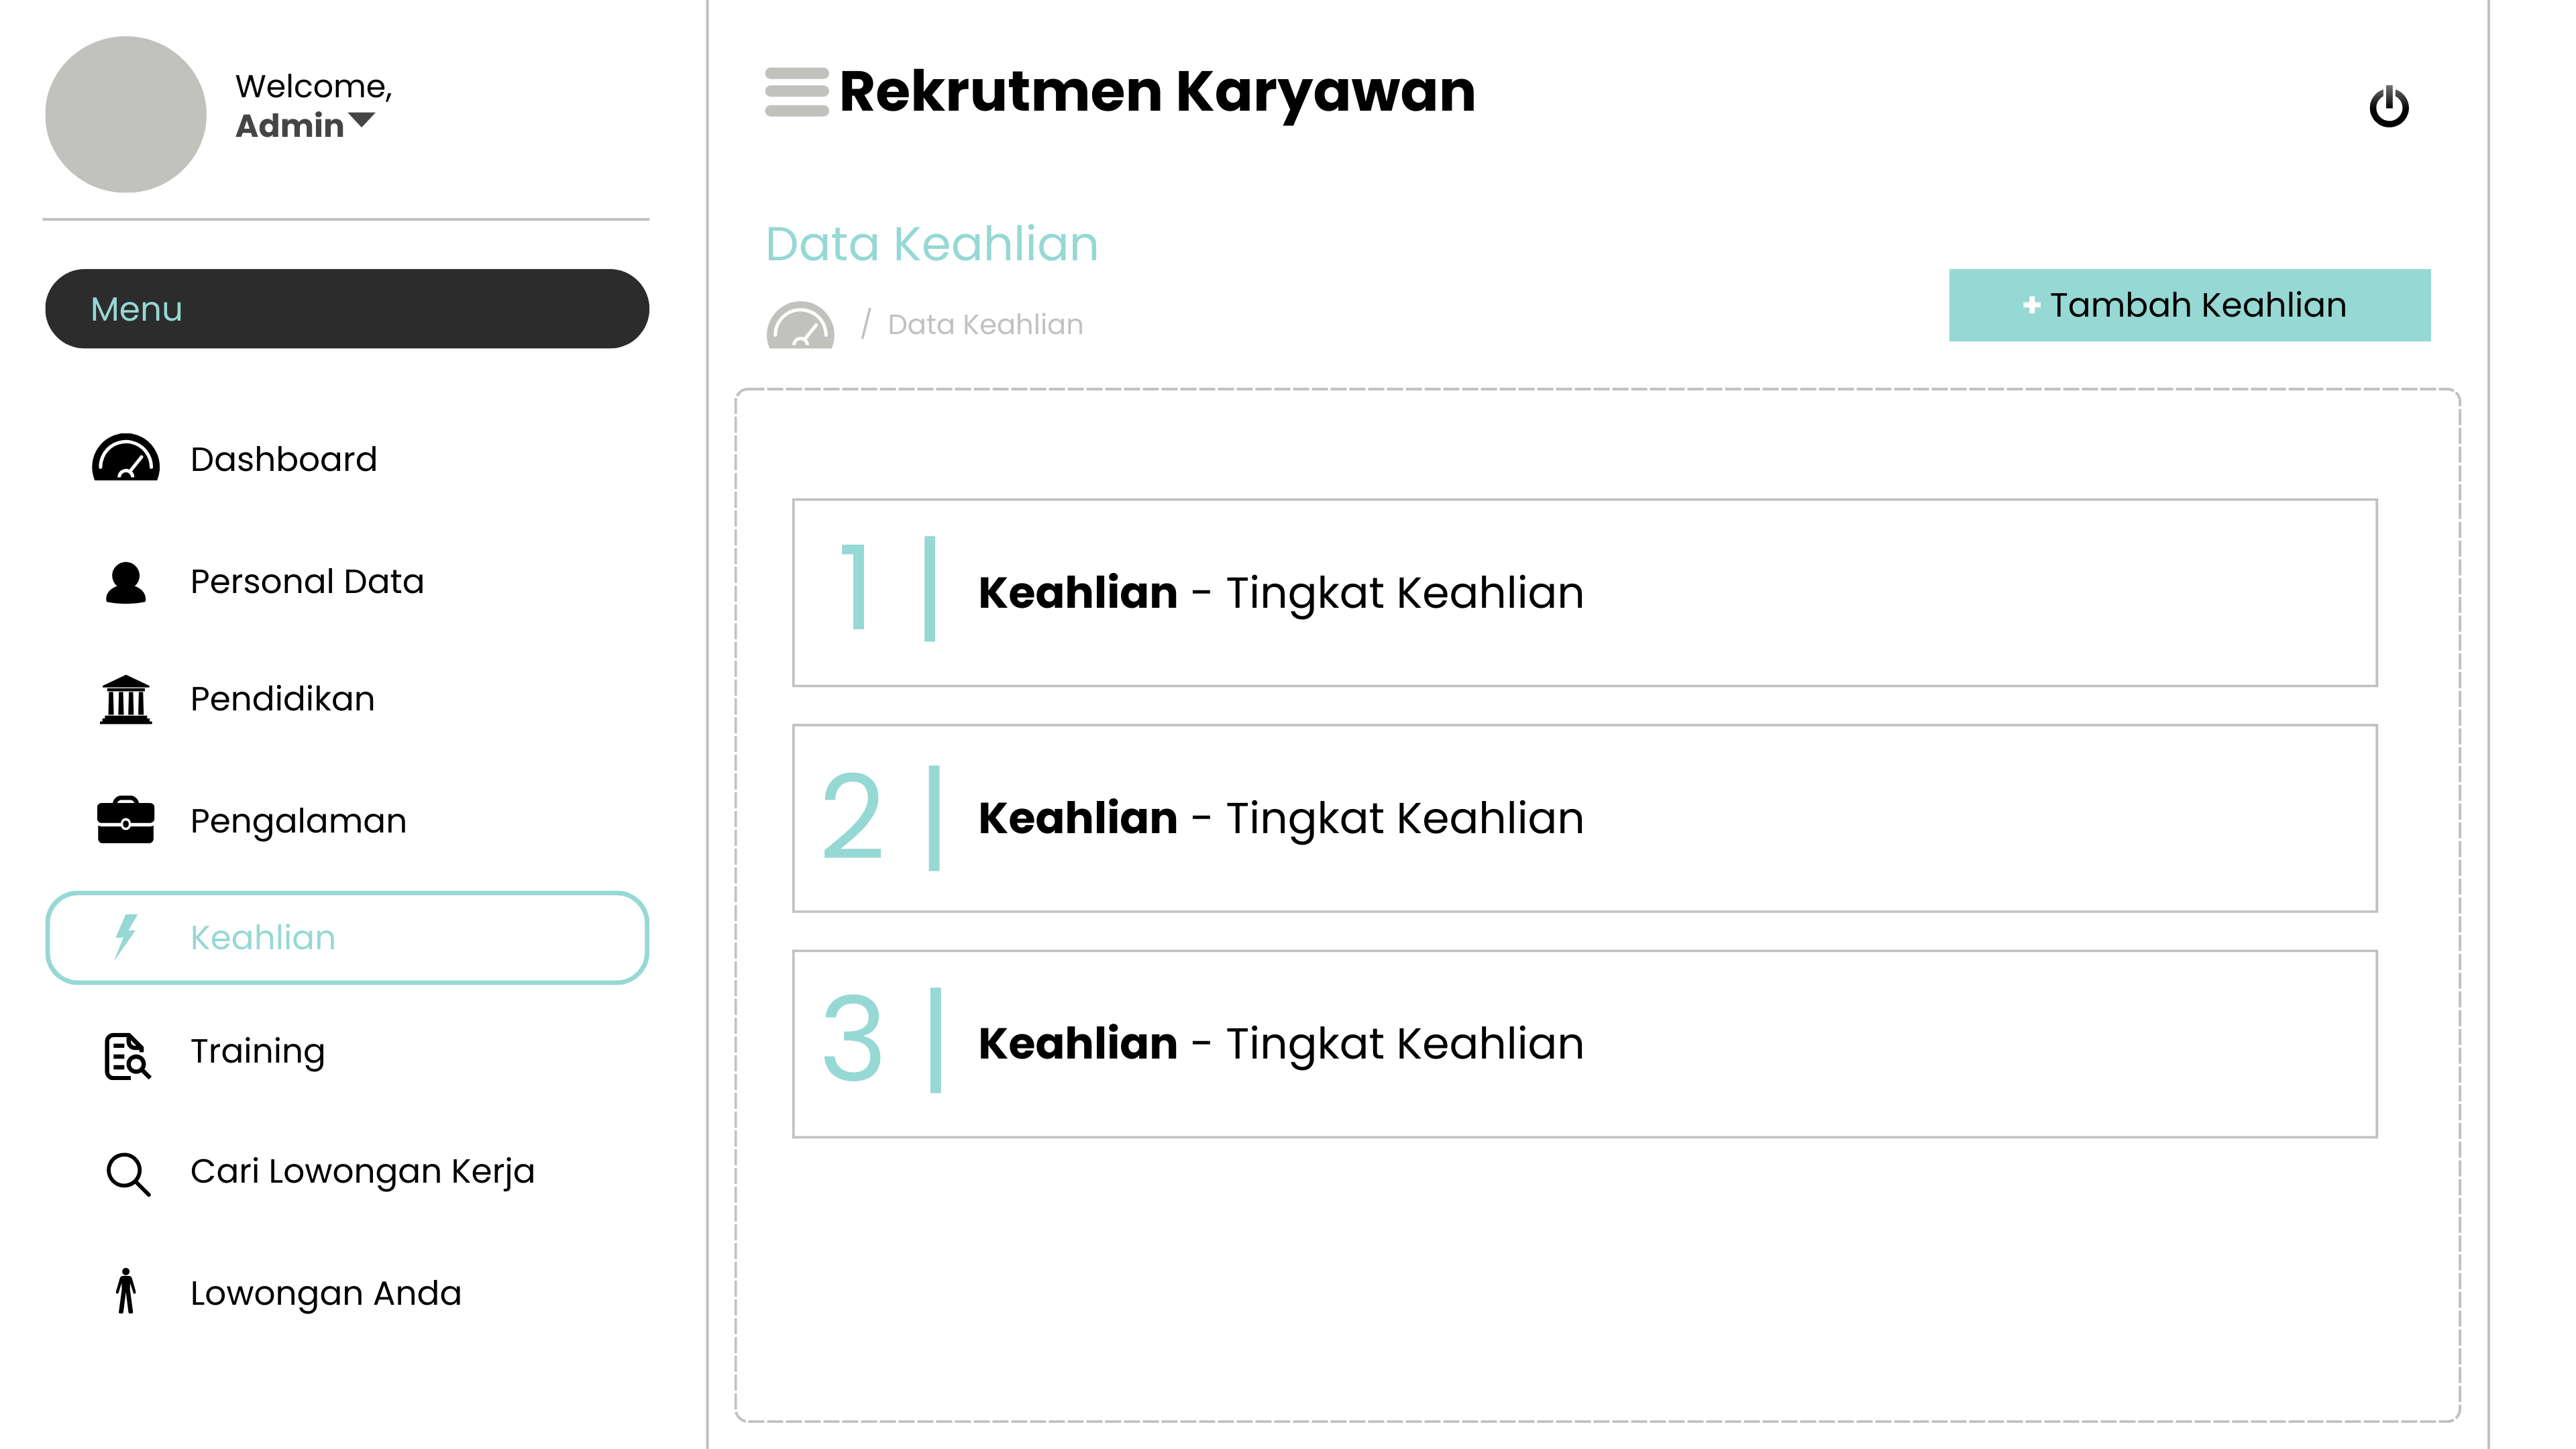 Welcome,
Admin
Menu
Dashboard
Personal Data
Pendidikan
Pengalaman
Keahlian
Training
Cari Lowongan Kerja
Lowongan Anda
Rekrutmen Karyawan
Data Keahlian
/ Data Keahlian
+ Tambah Keahlian
1 | Keahlian - Tingkat Keahlian
2 | Keahlian - Tingkat Keahlian
3 | Keahlian - Tingkat Keahlian